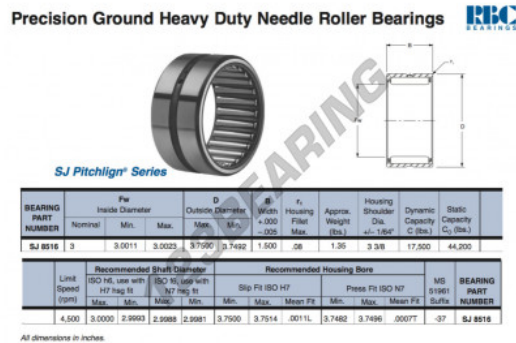 Precision Ground Heavy Duty Needle Roller Bearings
RBC
BEARINGS
B
r₁
Fw
D
123BEARING
SJ Pitchlign® Series
BEARING PART NUMBER
Fw Inside Diameter
D Outside Diameter
B Width +.000 -.005
r₁ Housing Fillet Max.
Approx. Weight (lbs.)
Housing Shoulder Dia. +/- 1/64"
Dynamic Capacity C (lbs.)
Static Capacity C₀ (lbs.)
Nominal Min. Max. Max. Min.
SJ 8516 3 3.0011 3.0023 3.7500 3.7492 1.500 .08 1.35 3 3/8 17,500 44,200
Limit Speed (rpm)
Recommended Shaft Diameter
Recommended Housing Bore
MS 51961 Suffix
BEARING PART NUMBER
ISO h6, use with H7 hsg fit
ISO f6, use with N7 hsg fit
Slip Fit ISO H7
Press Fit ISO N7
Max. Min. Max. Min. Min. Max. Mean Fit Min. Max. Mean Fit
4,500 3.0000 2.9993 2.9988 2.9981 3.7500 3.7514 .0011L 3.7482 3.7496 .0007T -37 SJ 8516
All dimensions in inches.